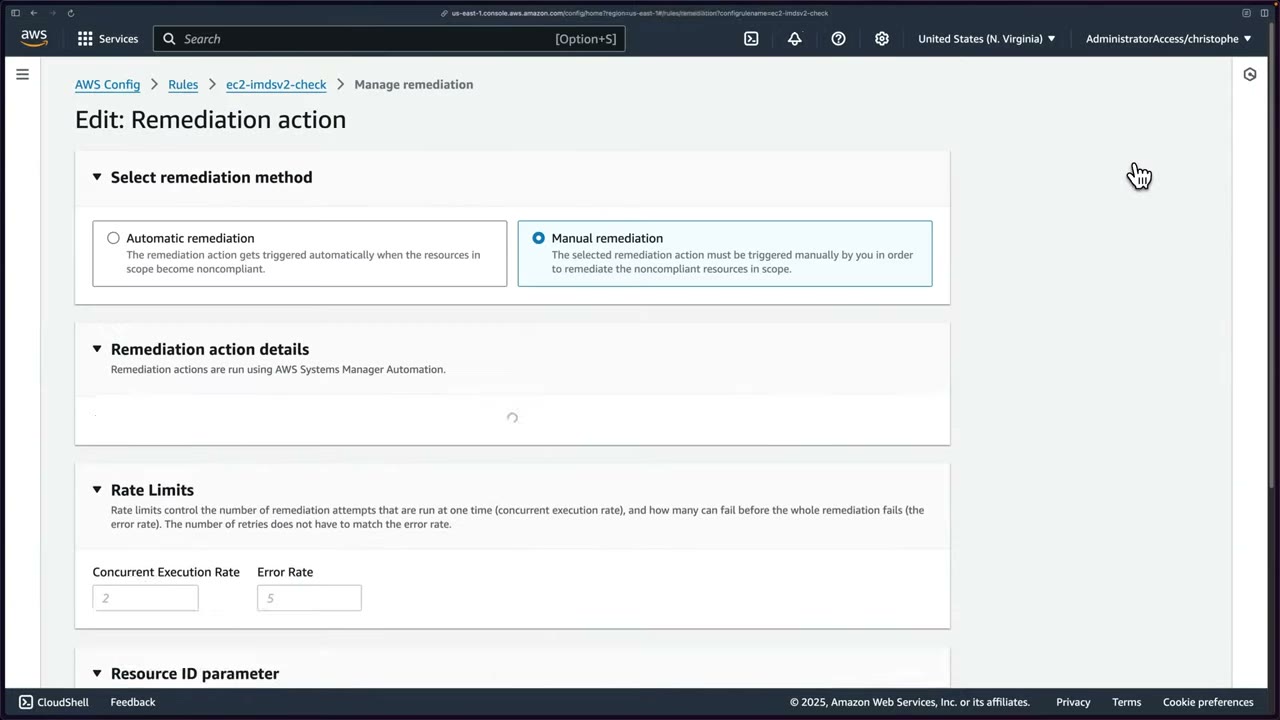 us-east-1.console.aws.amazon.com/config/home?region=us-east-1#/rules/remediation?configrulename=ec2-imdsv2-check
aws
Services
Search
[Option+S]
United States (N. Virginia)
AdministratorAccess/christophe
AWS Config
Rules
ec2-imdsv2-check
Manage remediation
Edit: Remediation action
Select remediation method
Automatic remediation
The remediation action gets triggered automatically when the resources in
scope become noncompliant.
Manual remediation
The selected remediation action must be triggered manually by you in order
to remediate the noncompliant resources in scope.
Remediation action details
Remediation actions are run using AWS Systems Manager Automation.
Rate Limits
Rate limits control the number of remediation attempts that are run at one time (concurrent execution rate), and how many can fail before the whole remediation fails (the
error rate). The number of retries does not have to match the error rate.
Concurrent Execution Rate
Error Rate
2
5
Resource ID parameter
CloudShell
Feedback
© 2025, Amazon Web Services, Inc. or its affiliates.
Privacy
Terms
Cookie preferences